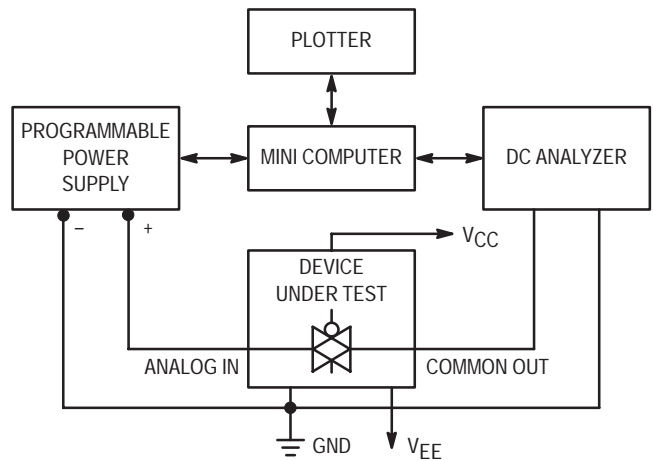 PLOTTER
PROGRAMMABLE
POWER
SUPPLY
MINI COMPUTER
DC ANALYZER
–
+
VCC
DEVICE
UNDER TEST
ANALOG IN
COMMON OUT
GND
VEE